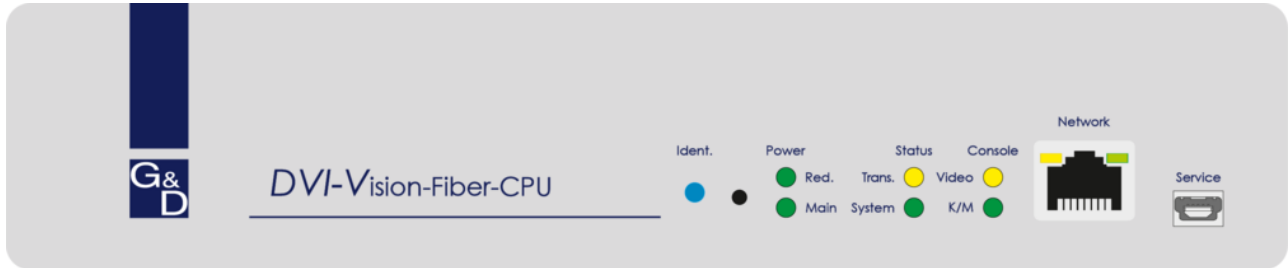 G&
D
DVI-Vision-Fiber-CPU
Ident.
Power
Red.
Main
Status
Trans.
System
Console
Video
K/M
Network
Service